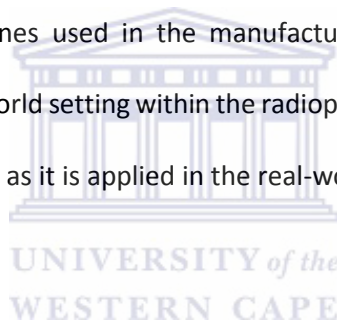 nes used in the manufactu
orld setting within the radiop
as it is applied in the real-wo
UNIVERSITY of the
WESTERN CAPE